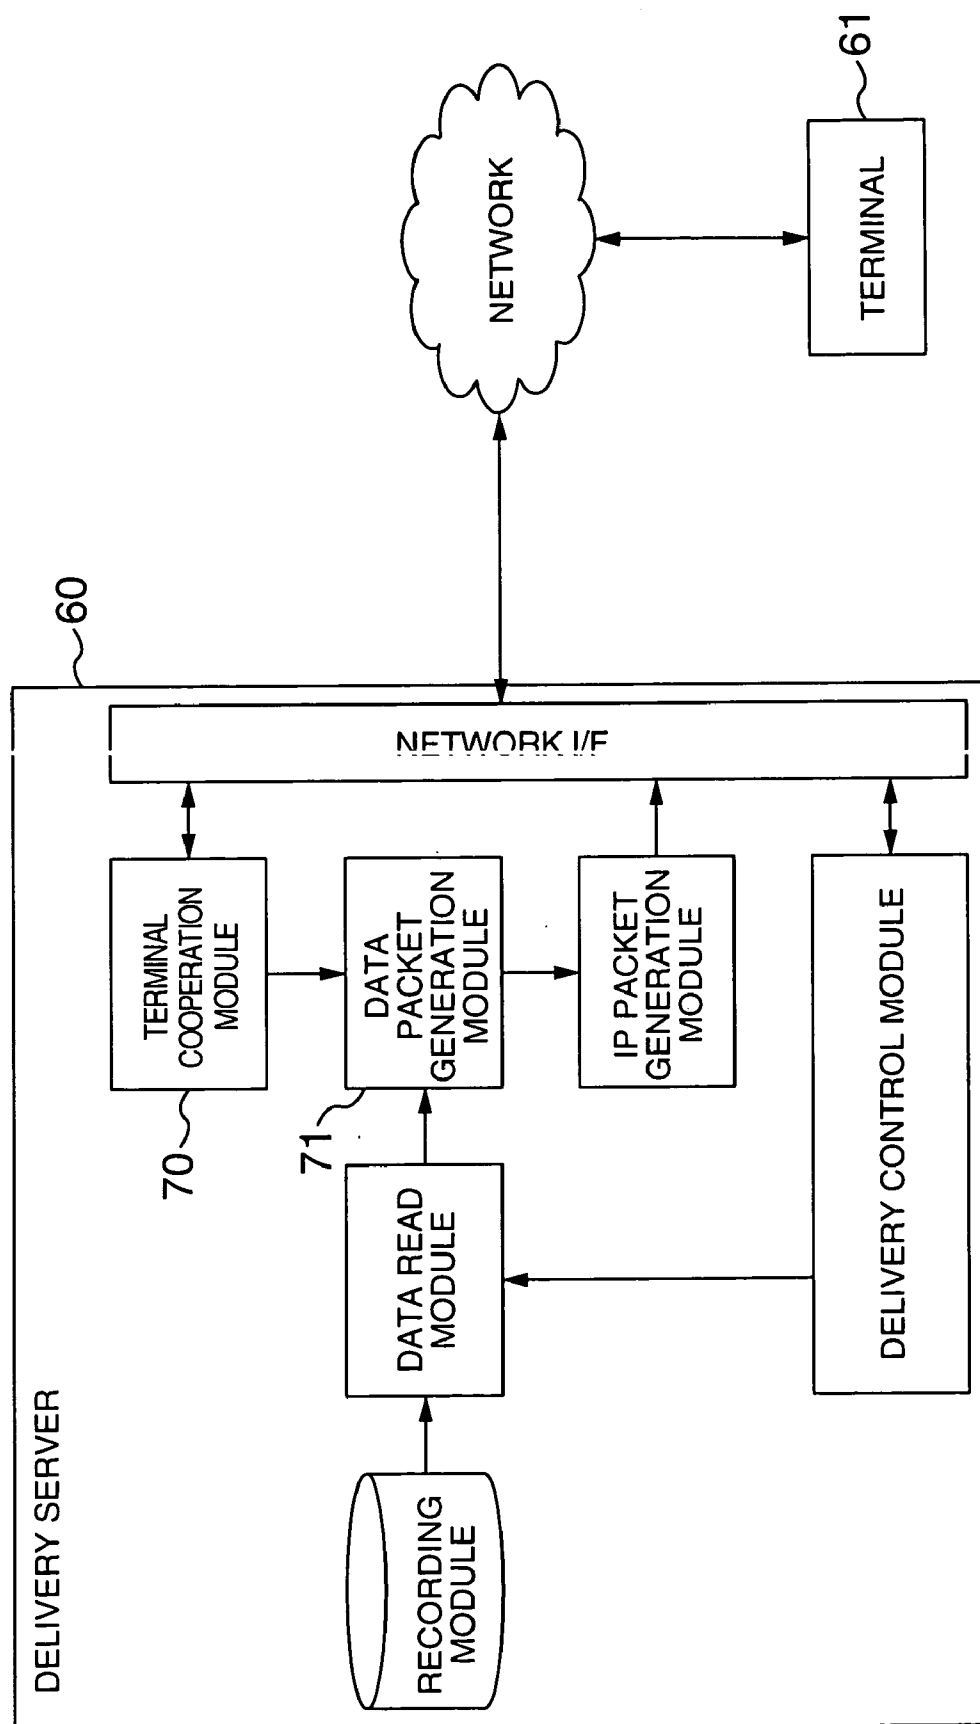 DELIVERY SERVER
60
TERMINAL
COOPERATION
MODULE
70
RECORDING
MODULE
DATA READ
MODULE
71
DATA
PACKET
GENERATION
MODULE
IP PACKET
GENERATION
MODULE
DELIVERY CONTROL MODULE
NETWORK I/F
NETWORK
TERMINAL
61